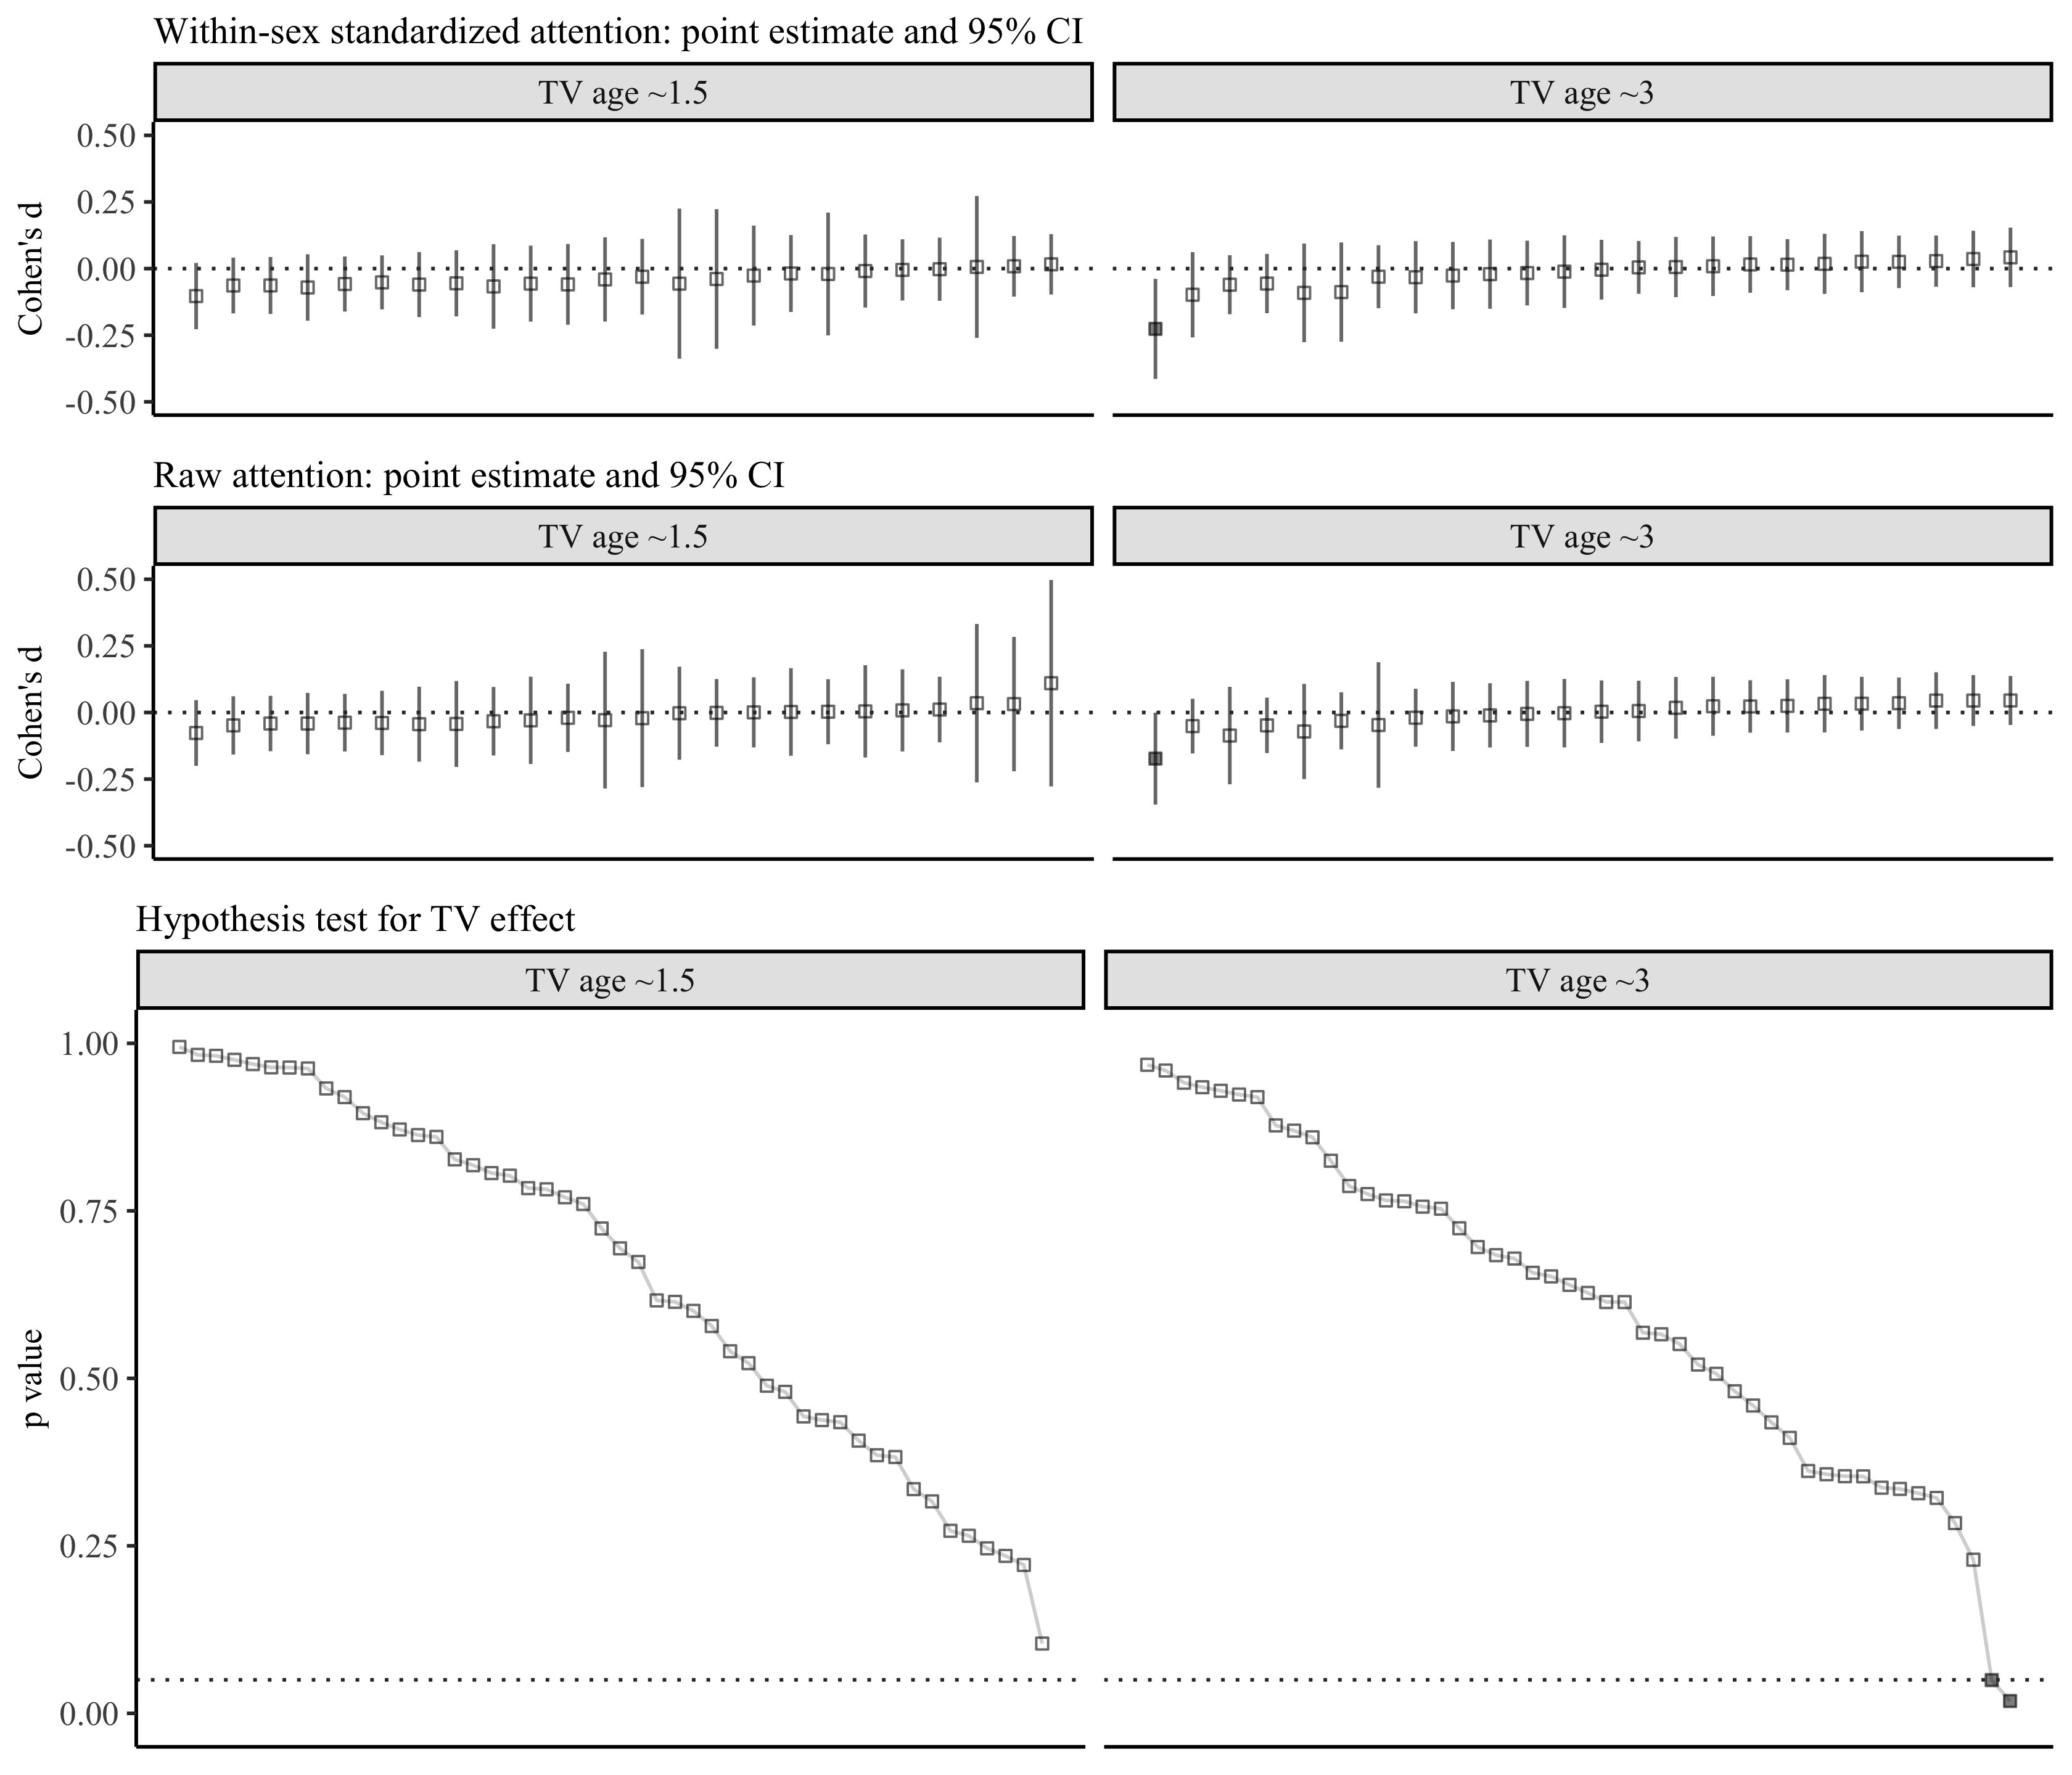 Within-sex standardized attention: point estimate and 95% CI
TV age ~1.5
TV age ~3
Cohen's d
0.50
0.25
0.00
-0.25
-0.50
Raw attention: point estimate and 95% CI
TV age ~1.5
TV age ~3
Cohen's d
0.50
0.25
0.00
-0.25
-0.50
Hypothesis test for TV effect
TV age ~1.5
TV age ~3
p value
1.00
0.75
0.50
0.25
0.00